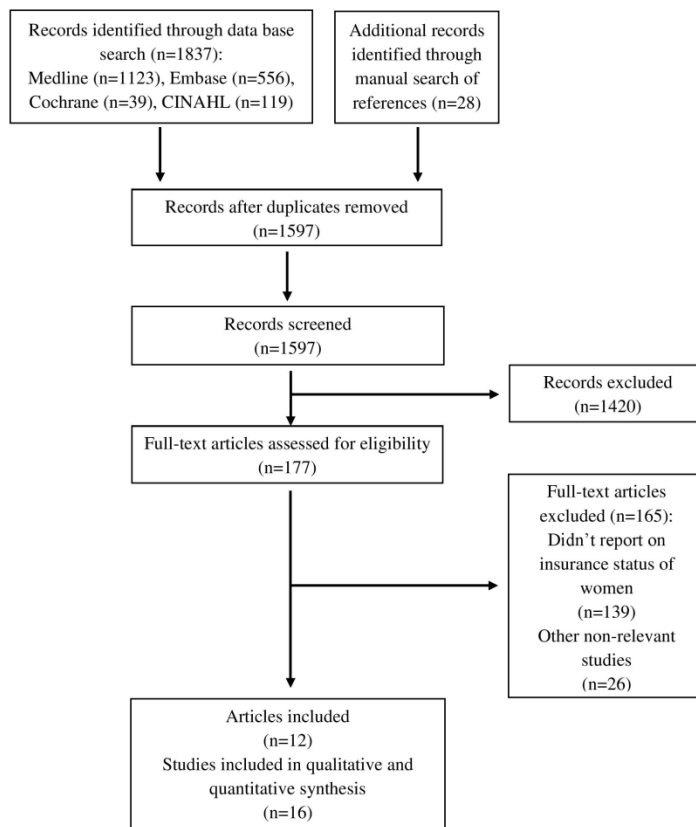 Records identified through data base
search (n=1837):
Medline (n=1123), Embase (n=556),
Cochrane (n=39), CINAHL (n=119)
Additional records
identified through
manual search of
references (n=28)
Records after duplicates removed
(n=1597)
Records screened
(n=1597)
Records excluded
(n=1420)
Full-text articles assessed for eligibility
(n=177)
Full-text articles
excluded (n=165):
Didn’t report on
insurance status of
women
(n=139)
Other non-relevant
studies
(n=26)
Articles included
(n=12)
Studies included in qualitative and
quantitative synthesis
(n=16)